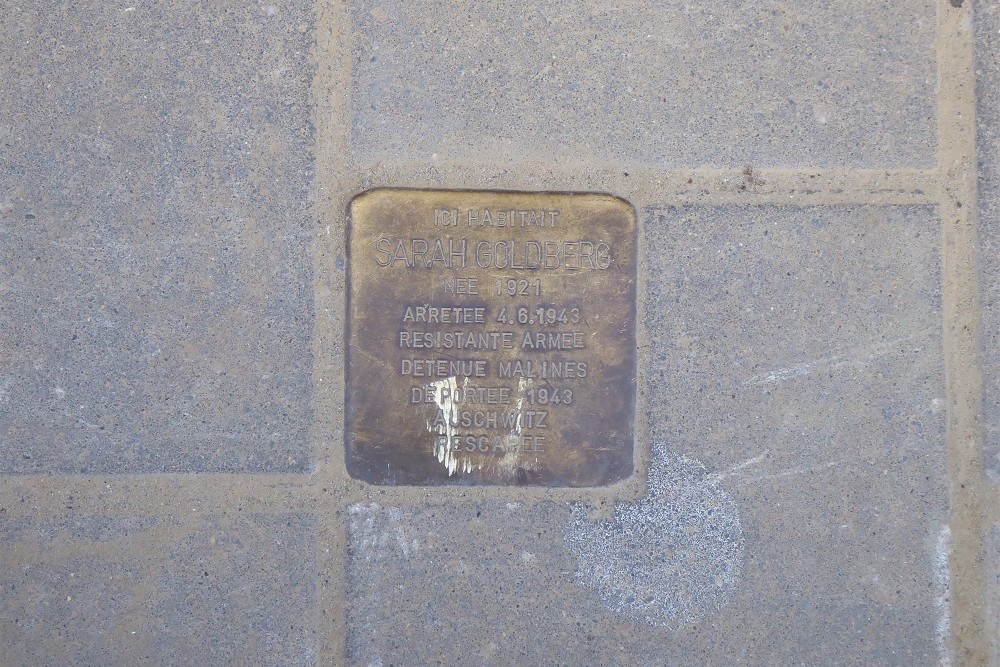 ICI HABITAIT
SARAH GOLDBERG
NEE 1921
ARRETEE 4.6.1943
RESISTANTE ARMEE
DETENUE MALINES
DEPORTEE 1943
AUSCHWITZ
RESCAPEE